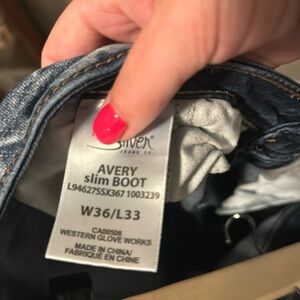 Silver
JEANS CO.
AVERY
slim BOOT
L94627SSX367 1003239
W36/L33
CA00506
WESTERN GLOVE WORKS
MADE IN CHINA/
FABRIQUÉ EN CHINE